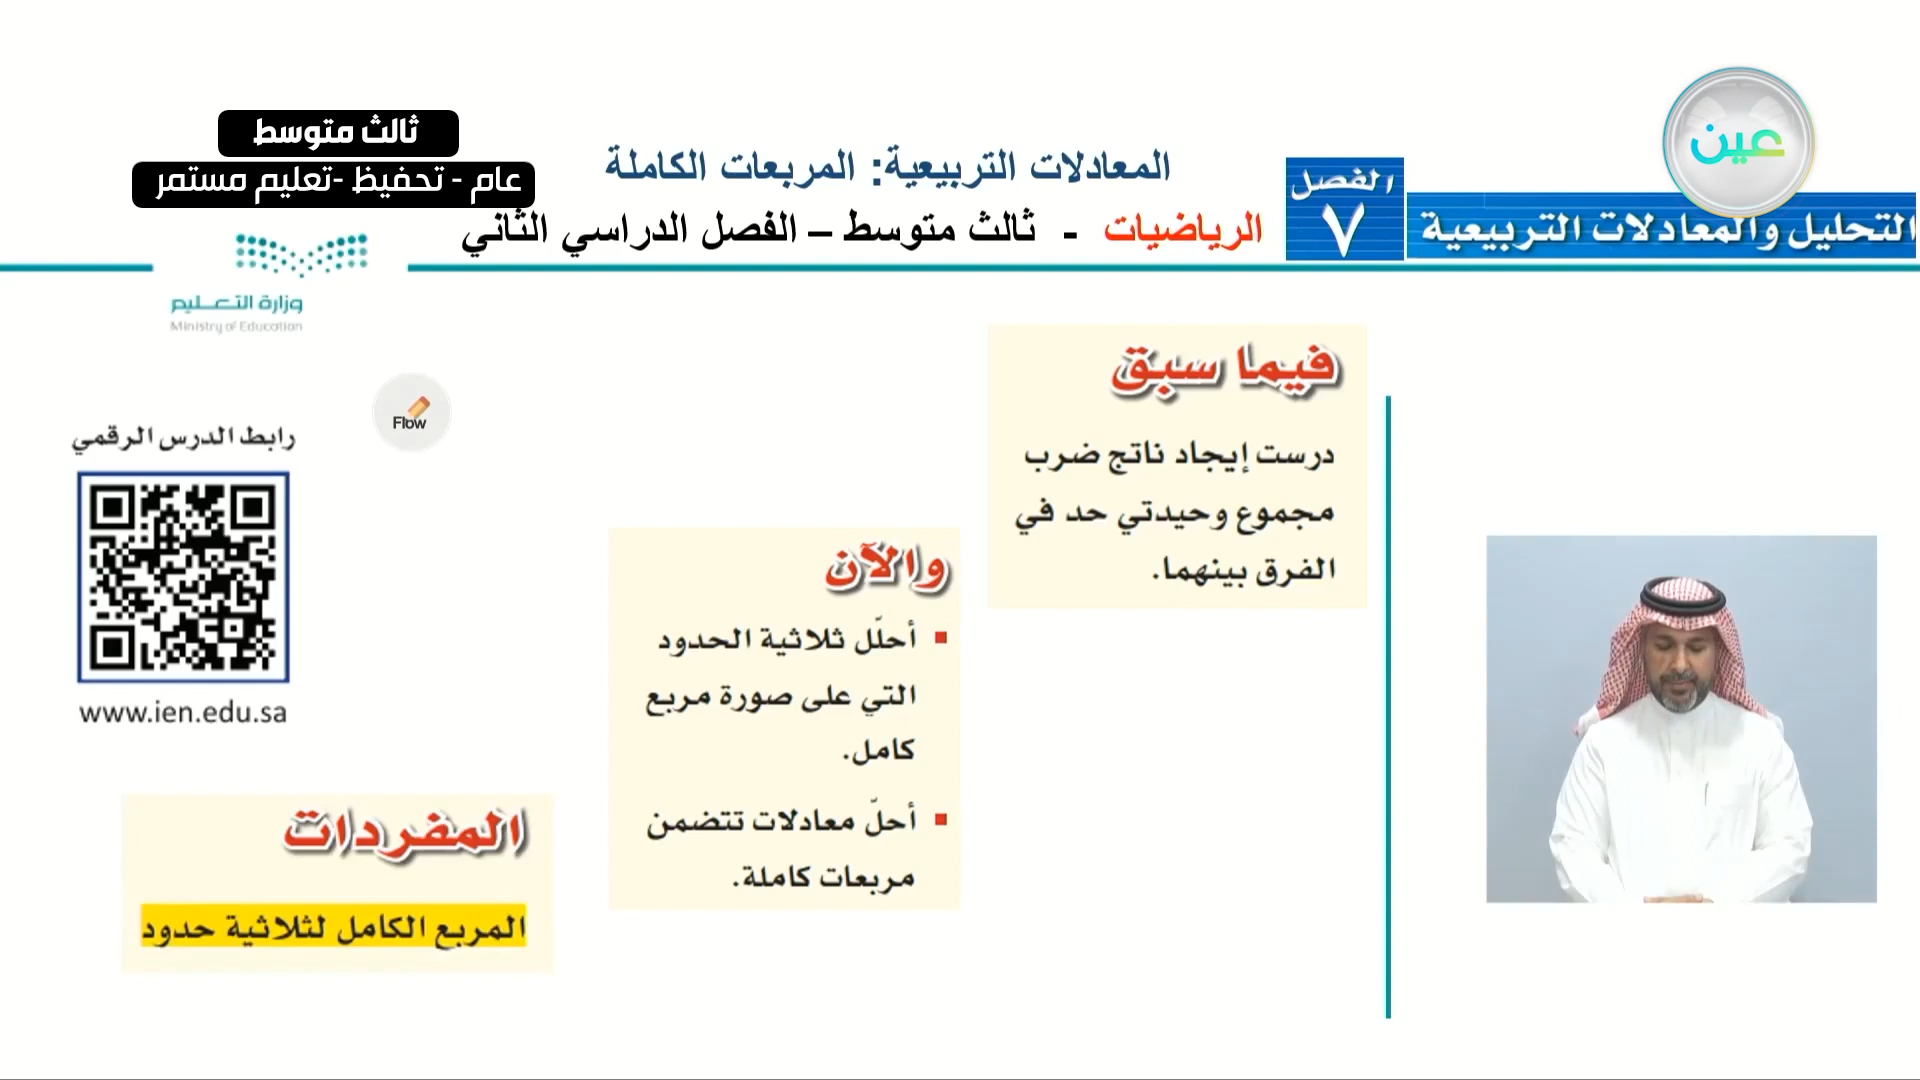 عين
ثالث متوسط
عام - تحفيظ -تعليم مستمر
المعادلات التربيعية: المربعات الكاملة
الرياضيات - ثالث متوسط – الفصل الدراسي الثاني
الفصل
٧
التحليل والمعادلات التربيعية
وزارة التعليم
Ministry of Education
فيما سبق
درست إيجاد ناتج ضرب
مجموع وحيدتي حد في
الفرق بينهما.
والآن
أحلّل ثلاثية الحدود
التي على صورة مربع
كامل.
أحلّ معادلات تتضمن
مربعات كاملة.
Flow
رابط الدرس الرقمي
www.ien.edu.sa
المفردات
المربع الكامل لثلاثية حدود